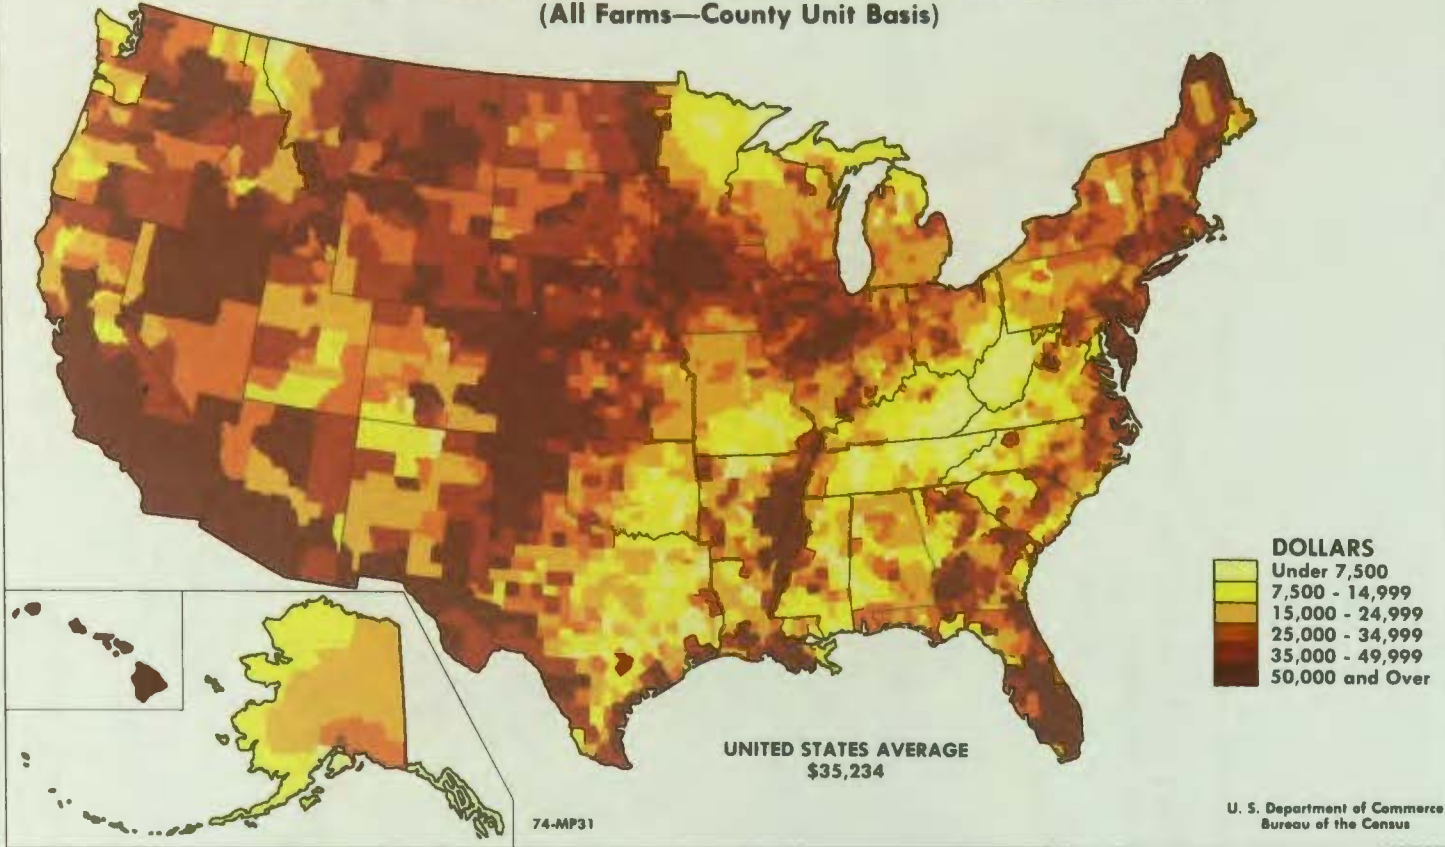 (All Farms—County Unit Basis)
DOLLARS
Under 7,500
7,500 - 14,999
15,000 - 24,999
25,000 - 34,999
35,000 - 49,999
50,000 and Over
UNITED STATES AVERAGE
$35,234
74-MP31
U. S. Department of Commerce
Bureau of the Census